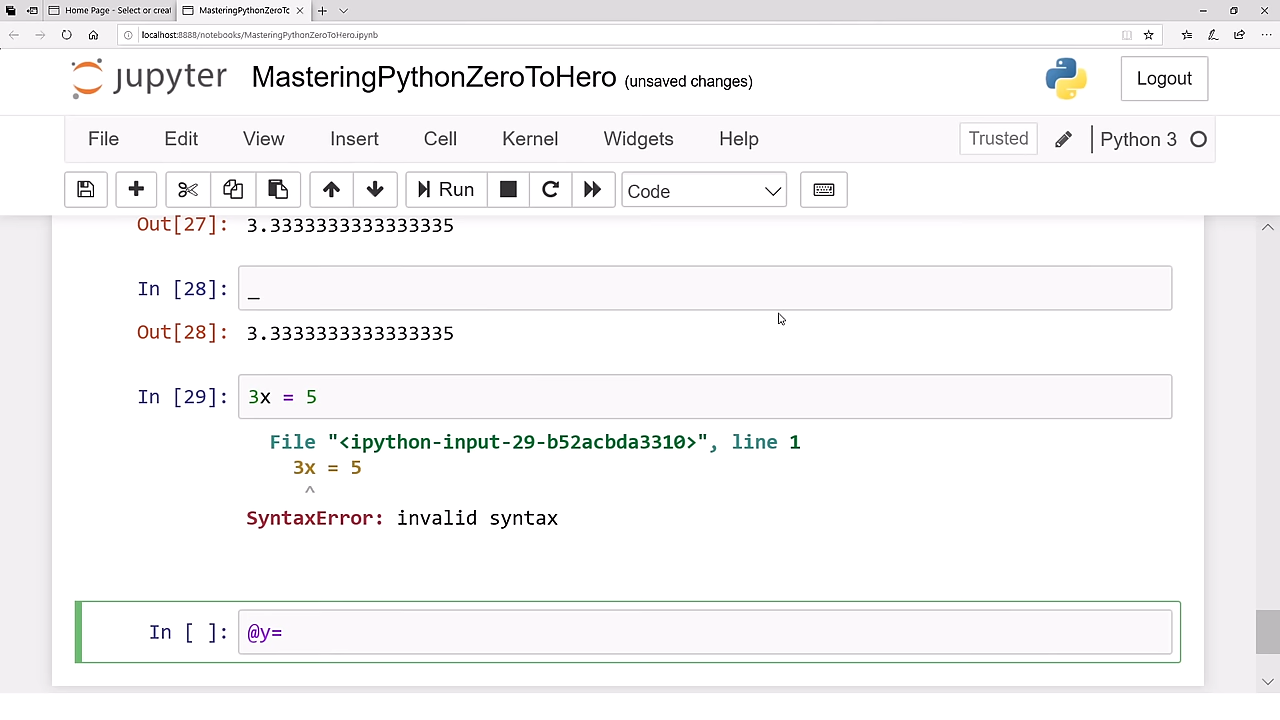 Home Page - Select or creat
MasteringPythonZeroTo
localhost:8888/notebooks/MasteringPythonZeroToHero.ipynb
jupyter MasteringPythonZeroToHero (unsaved changes) Logout
File Edit View Insert Cell Kernel Widgets Help Trusted Python 3
Run Code
Out[27]: 3.3333333333333335
In [28]: _
Out[28]: 3.3333333333333335
In [29]: 3x = 5
File "<ipython-input-29-b52acbda3310>", line 1
3x = 5
^
SyntaxError: invalid syntax
In [ ]: @y=